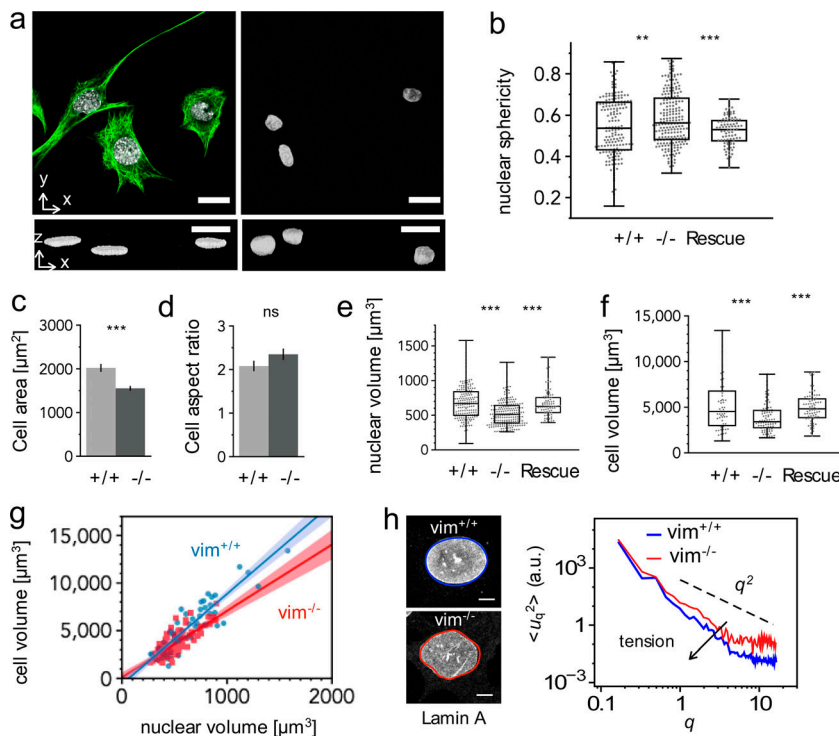 a
y
x
z
x
b
nuclear sphericity
** ***
0.8
0.6
0.4
0.2
+/+ -/- Rescue
c
Cell area [μm²]
3000
2000
1000
0
***
+/+ -/-
d
Cell aspect ratio
3
2
1
0
ns
+/+ -/-
e
nuclear volume [μm³]
*** ***
1500
1000
500
0
+/+ -/- Rescue
f
cell volume [μm³]
*** ***
15,000
10,000
5,000
0
+/+ -/- Rescue
g
cell volume [μm³]
15,000
10,000
5,000
0
vim+/+
vim-/-
0 1000 2000
nuclear volume [μm³]
h
vim+/+
vim-/-
Lamin A
<uq²> (a.u.)
10³
1
10⁻³
vim+/+
vim-/-
q²
tension
0.1 1 10
q